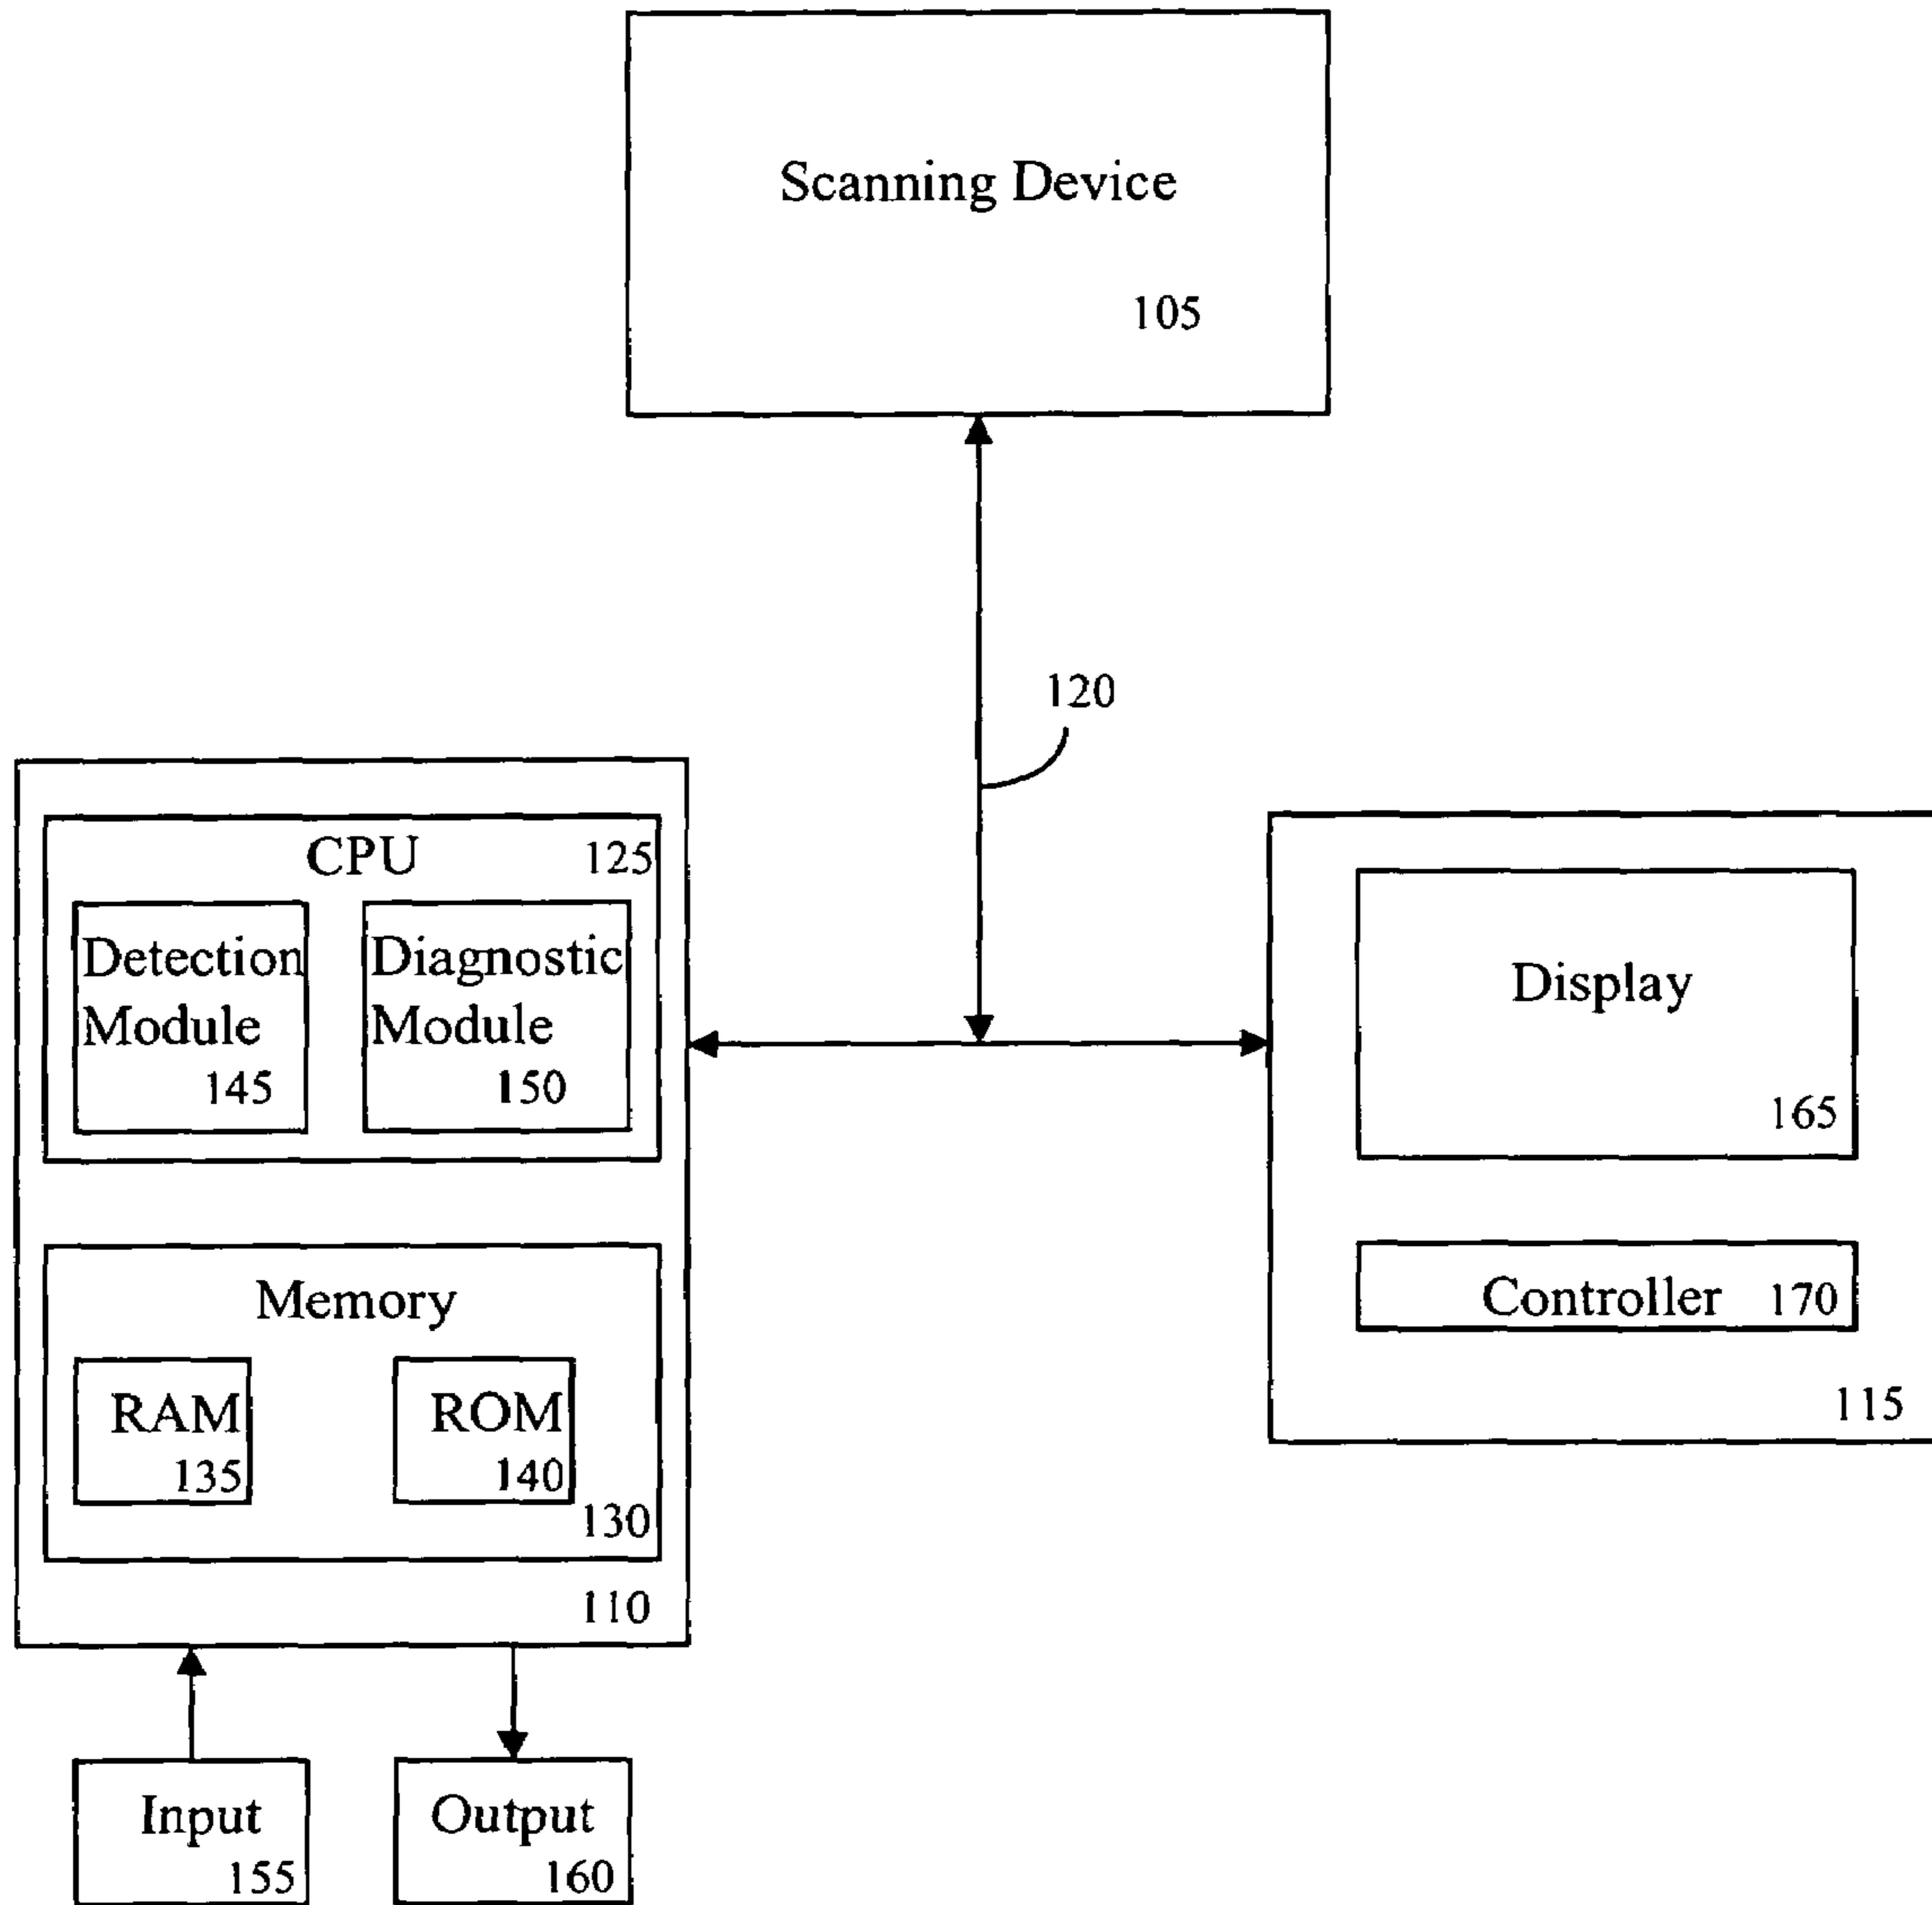 Scanning Device
105
120
CPU 125
Detection
Module
145
Diagnostic
Module
150
Memory
RAM
135
ROM
140
130
110
Input
155
Output
160
Display
165
Controller 170
115